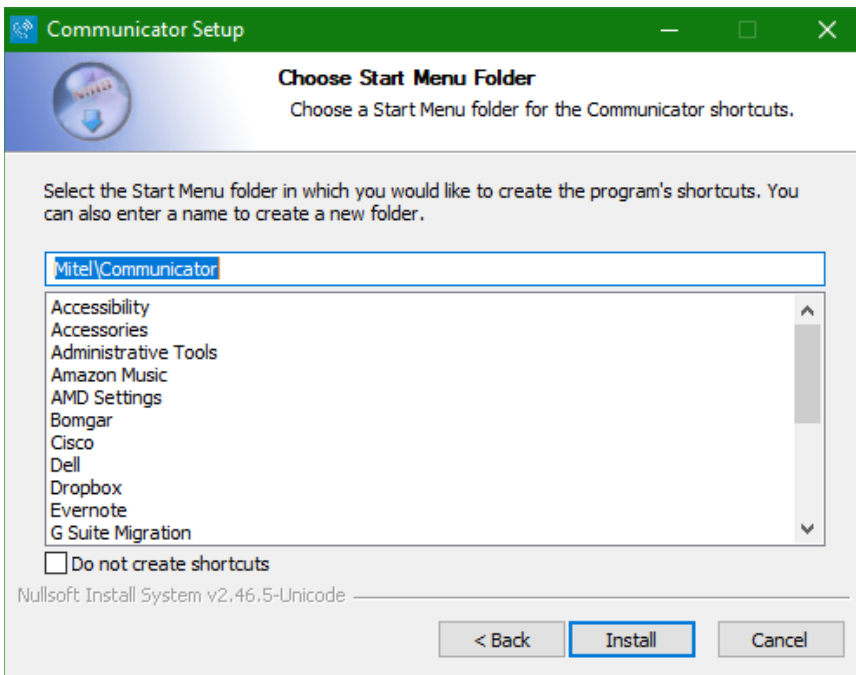 Communicator Setup
Choose Start Menu Folder
Choose a Start Menu folder for the Communicator shortcuts.
Select the Start Menu folder in which you would like to create the program's shortcuts. You
can also enter a name to create a new folder.
Mitel\Communicator
Accessibility
Accessories
Administrative Tools
Amazon Music
AMD Settings
Bomgar
Cisco
Dell
Dropbox
Evernote
G Suite Migration
Do not create shortcuts
Nullsoft Install System v2.46.5-Unicode
< Back
Install
Cancel